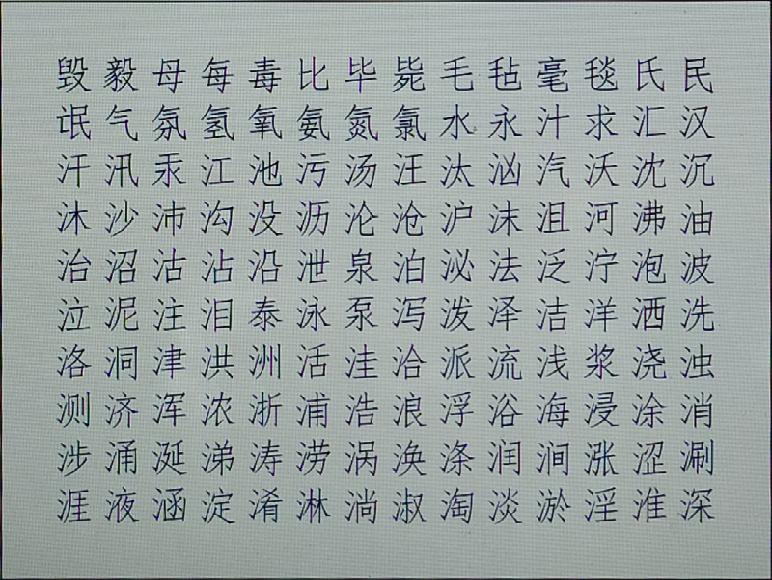 毁毅母每毒比毕毙毛毡毫毯氏民
氓气氛氢氧氨氮氯水永汁求汇汉
汗汛汞江池污汤汪汰汹汽沃沈沉
沐沙沛沟没沥沦沧沪沫沮河沸油
治沼沽沾沿泄泉泊泌法泛泞泡波
泣泥注泪泰泳泵泻泼泽洁洋洒洗
洛洞津洪洲活洼洽派流浅浆浇浊
测济浑浓浙浦浩浪浮浴海浸涂消
涉涌涎涕涛涝涡涣涤润涧涨涩涮
涯液涵淀淆淋淌淑淘淡淤淫淮深